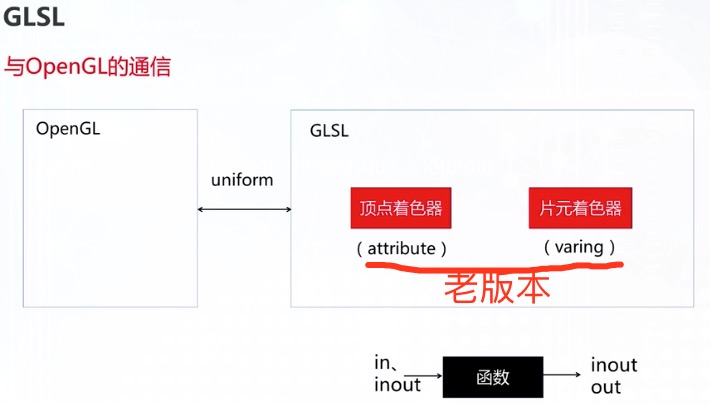 GLSL
与OpenGL的通信
OpenGL
GLSL
uniform
顶点着色器
片元着色器
（attribute）
（varing）
老版本
in、
inout
函数
inout
out